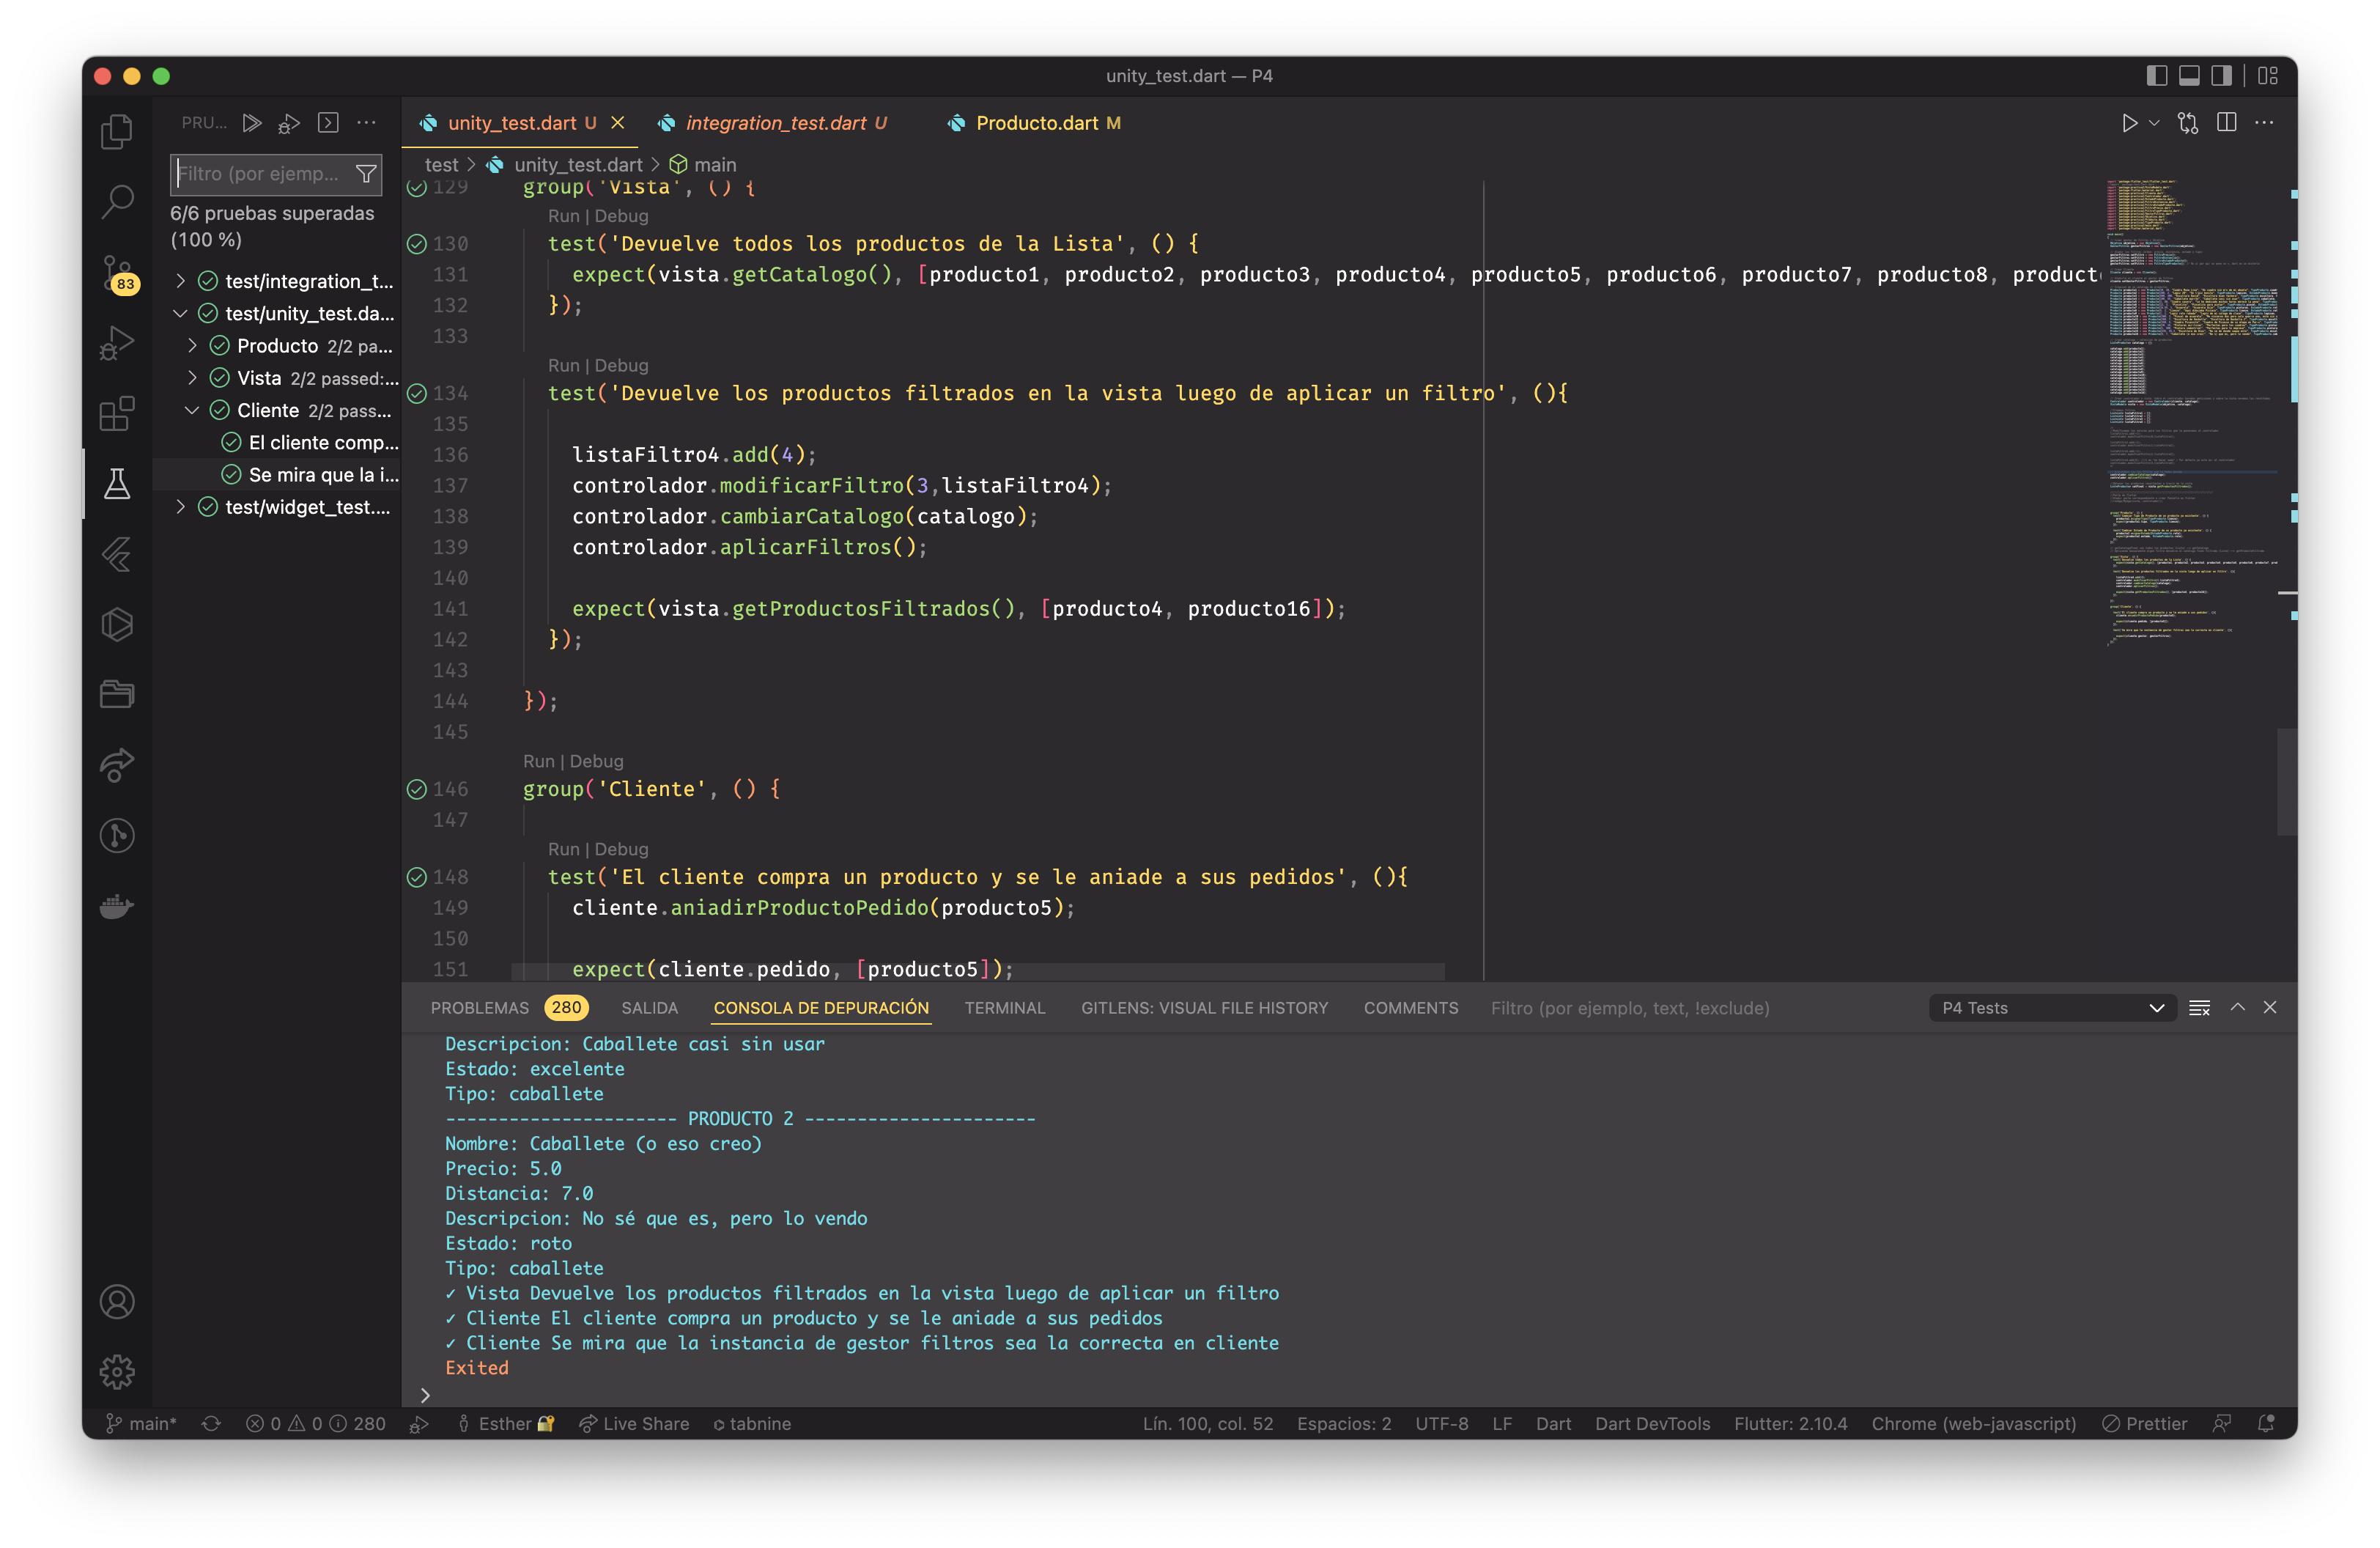 unity_test.dart — P4
PRU...
unity_test.dart U
integration_test.dart U
Producto.dart M
test > unity_test.dart > main
Filtro (por ejemp...
6/6 pruebas superadas
(100 %)
test/integration_t...
test/unity_test.da...
Producto 2/2 pa...
Vista 2/2 passed:...
Cliente 2/2 pass...
El cliente comp...
Se mira que la i...
test/widget_test....
83
129 group('Vista', () {
Run | Debug
130 test('Devuelve todos los productos de la Lista', () {
131 expect(vista.getCatalogo(), [producto1, producto2, producto3, producto4, producto5, producto6, producto7, producto8, product
132 });
133
Run | Debug
134 test('Devuelve los productos filtrados en la vista luego de aplicar un filtro', (){
135
136 listaFiltro4.add(4);
137 controlador.modificarFiltro(3,listaFiltro4);
138 controlador.cambiarCatalogo(catalogo);
139 controlador.aplicarFiltros();
140
141 expect(vista.getProductosFiltrados(), [producto4, producto16]);
142 });
143
144 });
145
Run | Debug
146 group('Cliente', () {
147
Run | Debug
148 test('El cliente compra un producto y se le aniade a sus pedidos', (){
149 cliente.aniadirProductoPedido(producto5);
150
151 expect(cliente.pedido, [producto5]);
PROBLEMAS 280 SALIDA CONSOLA DE DEPURACIÓN TERMINAL GITLENS: VISUAL FILE HISTORY COMMENTS Filtro (por ejemplo, text, !exclude) P4 Tests
Descripcion: Caballete casi sin usar
Estado: excelente
Tipo: caballete
---------------------- PRODUCTO 2 ----------------------
Nombre: Caballete (o eso creo)
Precio: 5.0
Distancia: 7.0
Descripcion: No sé que es, pero lo vendo
Estado: roto
Tipo: caballete
✓ Vista Devuelve los productos filtrados en la vista luego de aplicar un filtro
✓ Cliente El cliente compra un producto y se le aniade a sus pedidos
✓ Cliente Se mira que la instancia de gestor filtros sea la correcta en cliente
Exited
>
main* 0 0 280 Esther Live Share tabnine Lín. 100, col. 52 Espacios: 2 UTF-8 LF Dart Dart DevTools Flutter: 2.10.4 Chrome (web-javascript) Prettier